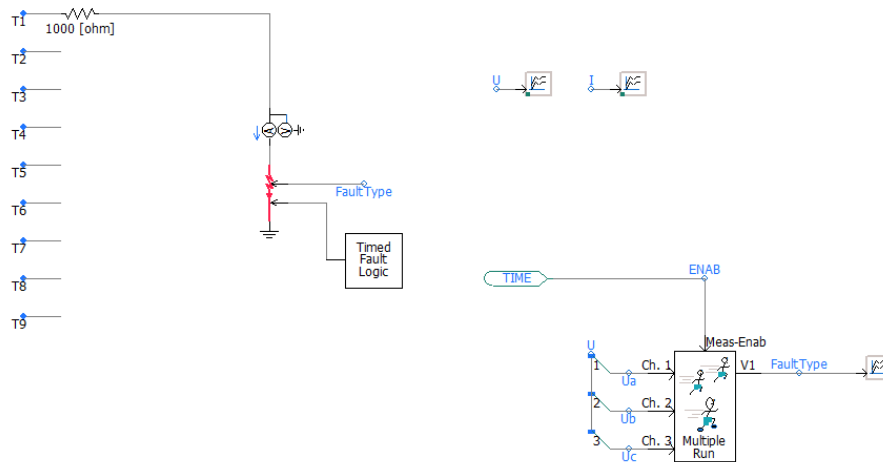 T1
1000 [ohm]
T2
T3
T4
T5
T6
T7
T8
T9
A
V
FaultType
Timed
Fault
Logic
U
I
TIME
ENAB
Meas-Enab
U
1
Ua
Ch. 1
2
Ub
Ch. 2
3
Uc
Ch. 3
V1
FaultType
Multiple
Run